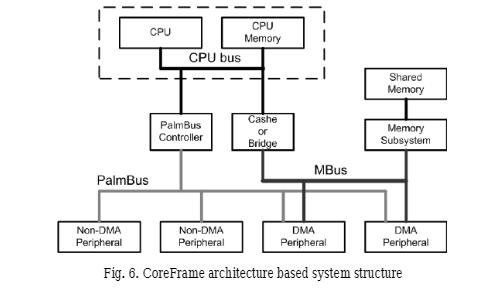 CPU
CPU
Memory
CPU bus
Shared
Memory
PalmBus
Controller
Cashe
or
Bridge
Memory
Subsystem
MBus
PalmBus
Non-DMA
Peripheral
Non-DMA
Peripheral
DMA
Peripheral
DMA
Peripheral
Fig. 6. CoreFrame architecture based system structure